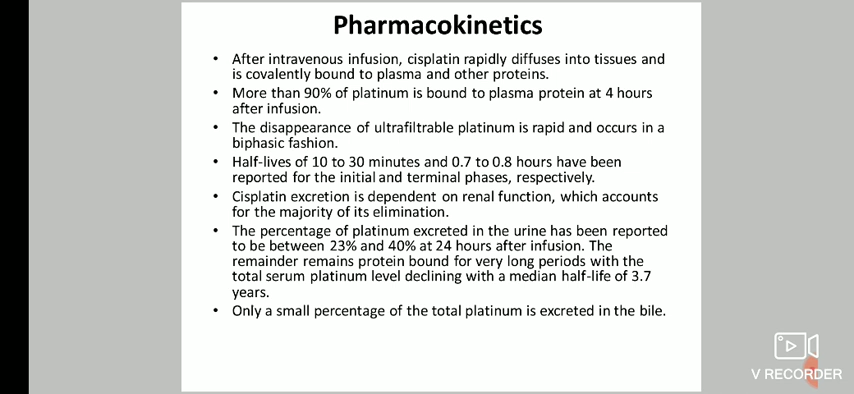 Pharmacokinetics
• After intravenous infusion, cisplatin rapidly diffuses into tissues and
is covalently bound to plasma and other proteins.
• More than 90% of platinum is bound to plasma protein at 4 hours
after infusion.
• The disappearance of ultrafiltrable platinum is rapid and occurs in a
biphasic fashion.
• Half-lives of 10 to 30 minutes and 0.7 to 0.8 hours have been
reported for the initial and terminal phases, respectively.
• Cisplatin excretion is dependent on renal function, which accounts
for the majority of its elimination.
• The percentage of platinum excreted in the urine has been reported
to be between 23% and 40% at 24 hours after infusion. The
remainder remains protein bound for very long periods with the
total serum platinum level declining with a median half-life of 3.7
years.
• Only a small percentage of the total platinum is excreted in the bile.
V RECORDER